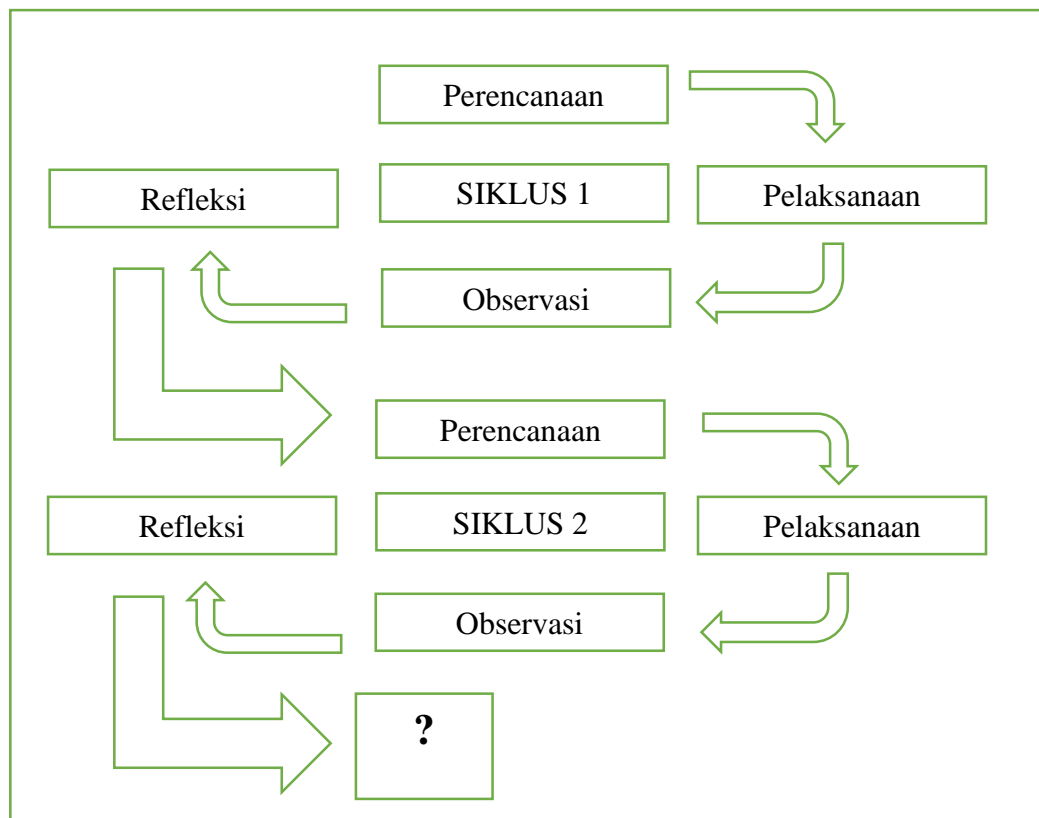 Perencanaan
Refleksi
SIKLUS 1
Pelaksanaan
Observasi
Perencanaan
Refleksi
SIKLUS 2
Pelaksanaan
Observasi
?